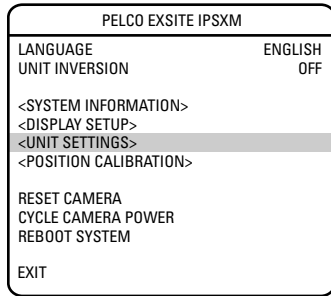 PELCO EXSITE IPSXM
LANGUAGE ENGLISH
UNIT INVERSION OFF
<SYSTEM INFORMATION>
<DISPLAY SETUP>
<UNIT SETTINGS>
<POSITION CALIBRATION>
RESET CAMERA
CYCLE CAMERA POWER
REBOOT SYSTEM
EXIT